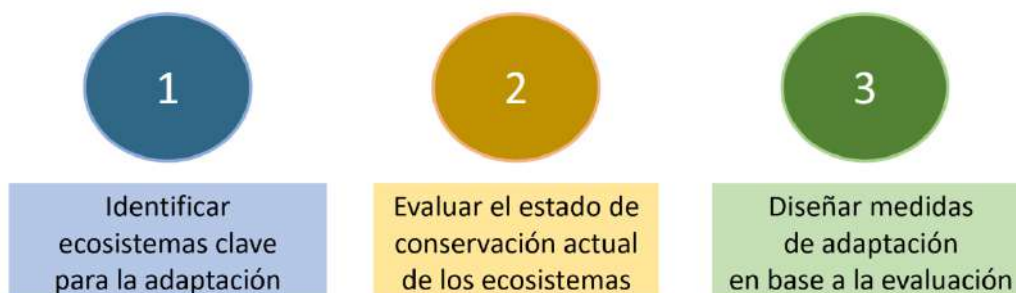 1
2
3
Identificar
ecosistemas clave
para la adaptación
Evaluar el estado de
conservación actual
de los ecosistemas
Diseñar medidas
de adaptación
en base a la evaluación